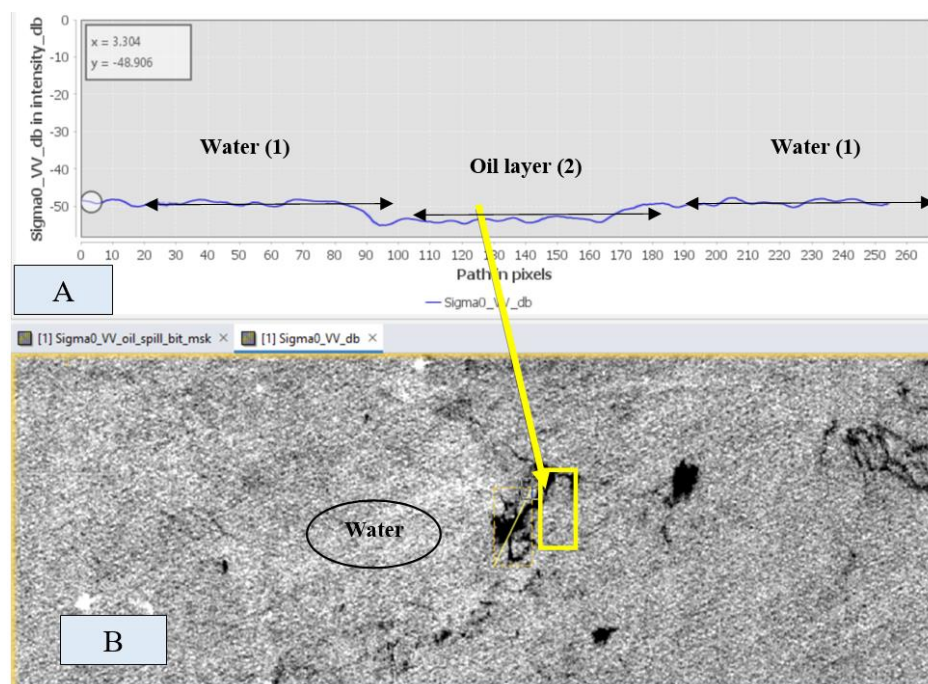 0
-10
-20
-30
-40
-50
Sigma0_VV_db in intensity_db
x = 3.304
y = -48.906
Water (1)
Oil layer (2)
Water (1)
0 10 20 30 40 50 60 70 80 90 100 110 120 130 140 150 160 170 180 190 200 210 220 230 240 250 260
Path in pixels
Sigma0_VV_db
A
[1] Sigma0_VV_oil_spill_bit_msk × [1] Sigma0_VV_db ×
Water
B